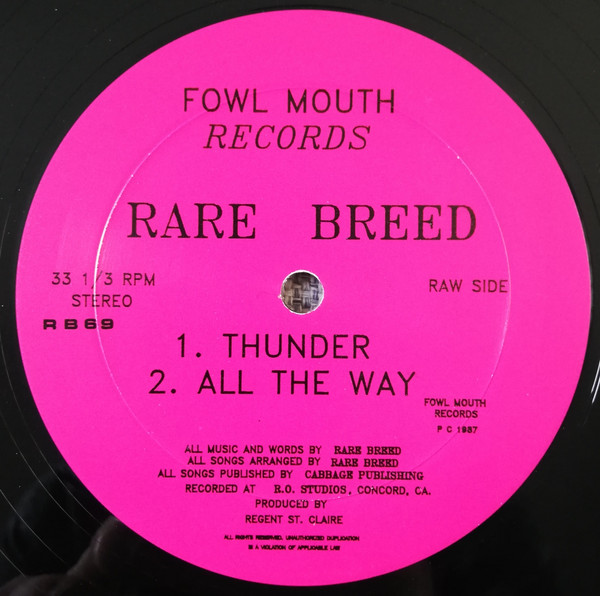 FOWL MOUTH
RECORDS
RARE BREED
33 1/3 RPM
STEREO
RB69
RAW SIDE
1. THUNDER
2. ALL THE WAY
FOWL MOUTH
RECORDS
P C 1987
ALL MUSIC AND WORDS BY RARE BREED
ALL SONGS ARRANGED BY RARE BREED
ALL SONGS PUBLISHED BY CABBAGE PUBLISHING
RECORDED AT R.O. STUDIOS, CONCORD, CA.
PRODUCED BY
REGENT ST. CLAIRE
ALL RIGHTS RESERVED, UNAUTHORIZED DUPLICATION
IS A VIOLATION OF APPLICABLE LAW